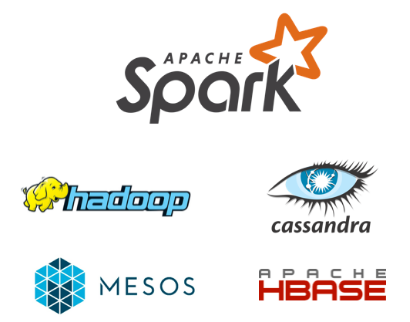 APACHE
Spark
hadoop
cassandra
MESOS
APACHE
HBASE